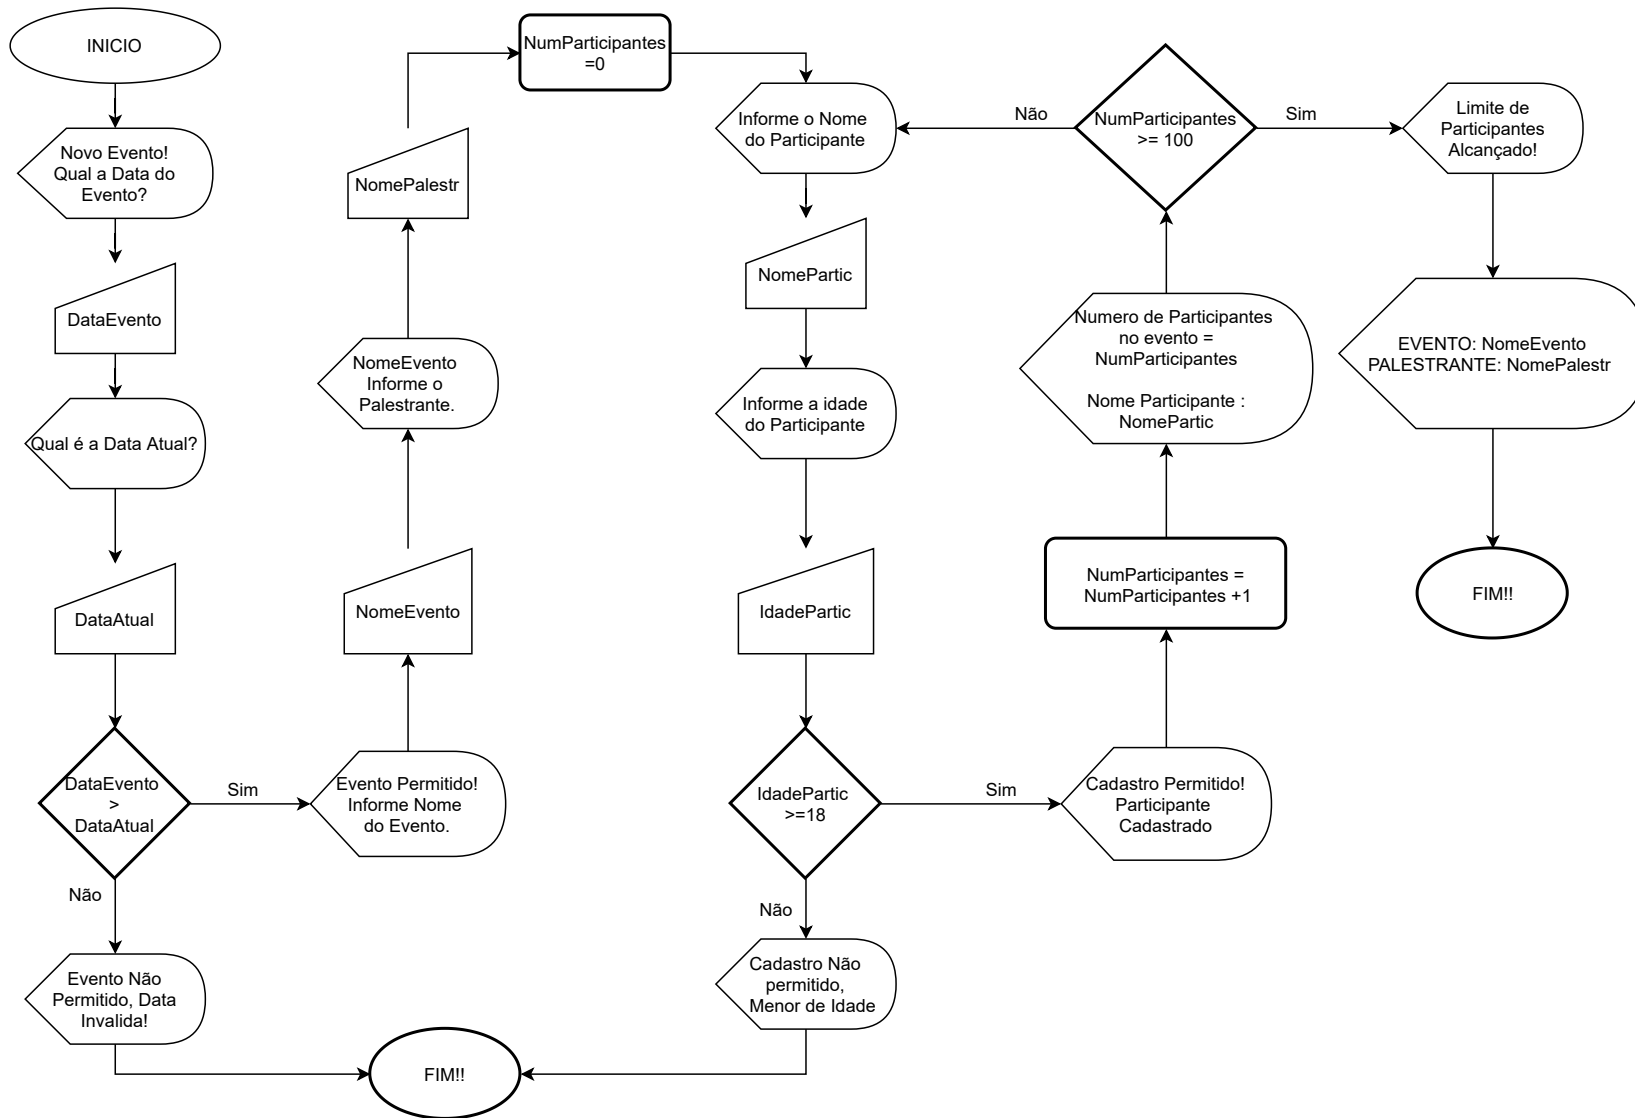 INICIO
Novo Evento!
Qual a Data do
Evento?
DataEvento
Qual é a Data Atual?
DataAtual
DataEvento
>
DataAtual
Sim
Não
Evento Não
Permitido, Data
Invalida!
Evento Permitido!
Informe Nome
do Evento.
NomeEvento
NomeEvento
Informe o
Palestrante.
NomePalestr
NumParticipantes
=0
Informe o Nome
do Participante
NomePartic
Informe a idade
do Participante
IdadePartic
IdadePartic
>=18
Sim
Não
Cadastro Não
permitido,
Menor de Idade
FIM!!
Cadastro Permitido!
Participante
Cadastrado
NumParticipantes =
NumParticipantes +1
Numero de Participantes
no evento =
NumParticipantes
Nome Participante :
NomePartic
NumParticipantes
>= 100
Não
Sim
Limite de
Participantes
Alcançado!
EVENTO: NomeEvento
PALESTRANTE: NomePalestr
FIM!!